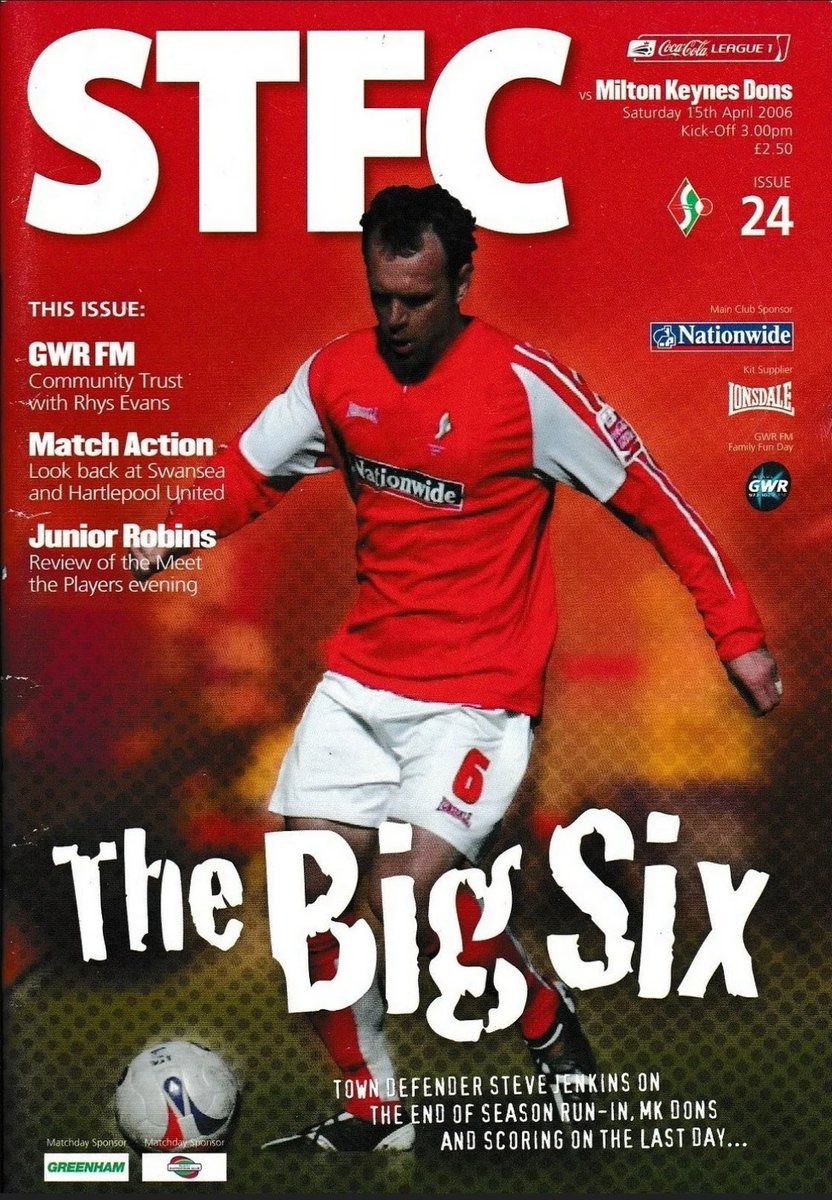 STFC
Coca-Cola LEAGUE 1
vs Milton Keynes Dons
Saturday 15th April 2006
Kick-Off 3.00pm
£2.50
ISSUE
24
THIS ISSUE:
GWR FM
Community Trust
with Rhys Evans
Match Action
Look back at Swansea
and Hartlepool United
Junior Robins
Review of the Meet
the Players evening
Main Club Sponsor
Nationwide
Kit Supplier
LONSDALE
GWR FM
Family Fun Day
GWR
LONSDALE
Nationwide
6
LONSDALE
The Big Six
TOWN DEFENDER STEVE JENKINS ON
THE END OF SEASON RUN-IN, MK DONS
AND SCORING ON THE LAST DAY...
Matchday Sponsor
GREENHAM
Matchday Sponsor